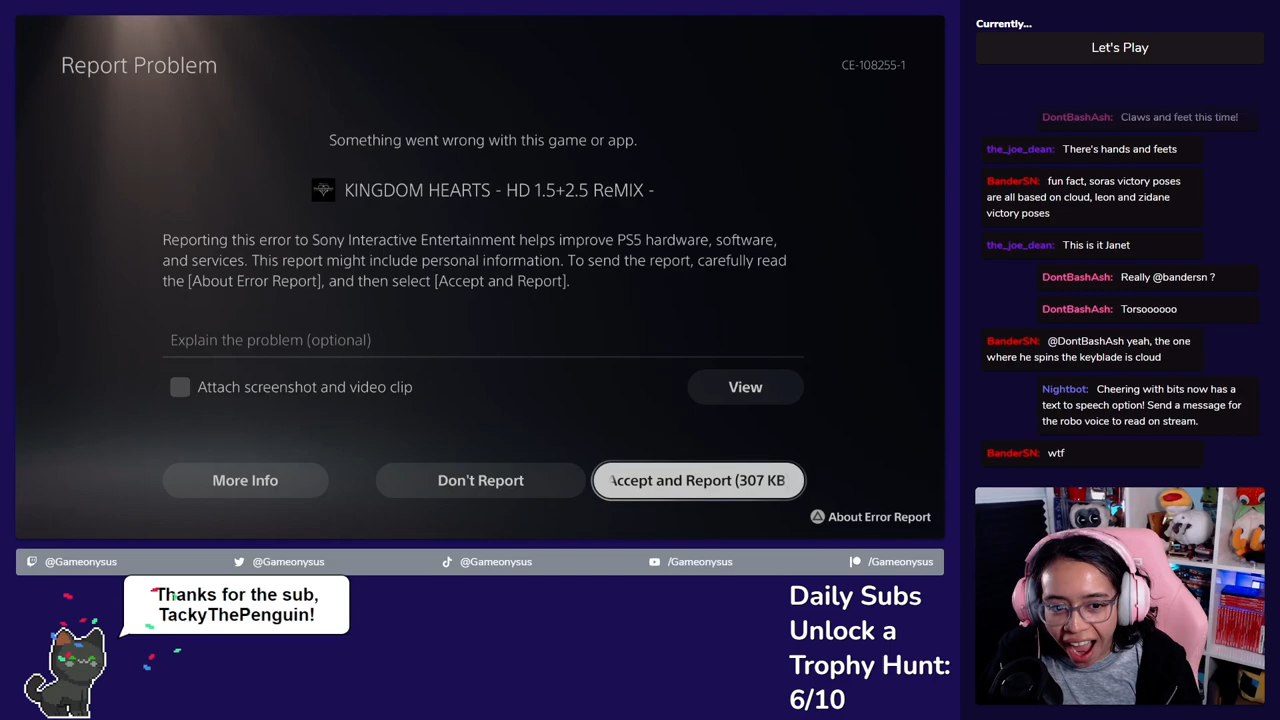 Report Problem
CE-108255-1
Something went wrong with this game or app.
KINGDOM HEARTS - HD 1.5+2.5 ReMIX -
Reporting this error to Sony Interactive Entertainment helps improve PS5 hardware, software,
and services. This report might include personal information. To send the report, carefully read
the [About Error Report], and then select [Accept and Report].
Explain the problem (optional)
Attach screenshot and video clip
View
More Info
Don't Report
Accept and Report (307 KB
About Error Report
@Gameonysus
@Gameonysus
@Gameonysus
/Gameonysus
/Gameonysus
Thanks for the sub,
TackyThePenguin!
Daily Subs
Unlock a
Trophy Hunt:
6/10
Currently...
Let's Play
DontBashAsh: Claws and feet this time!
the_joe_dean: There's hands and feets
BanderSN: fun fact, soras victory poses
are all based on cloud, leon and zidane
victory poses
the_joe_dean: This is it Janet
DontBashAsh: Really @bandersn ?
DontBashAsh: Torsoooooo
BanderSN: @DontBashAsh yeah, the one
where he spins the keyblade is cloud
Nightbot: Cheering with bits now has a
text to speech option! Send a message for
the robo voice to read on stream.
BanderSN: wtf